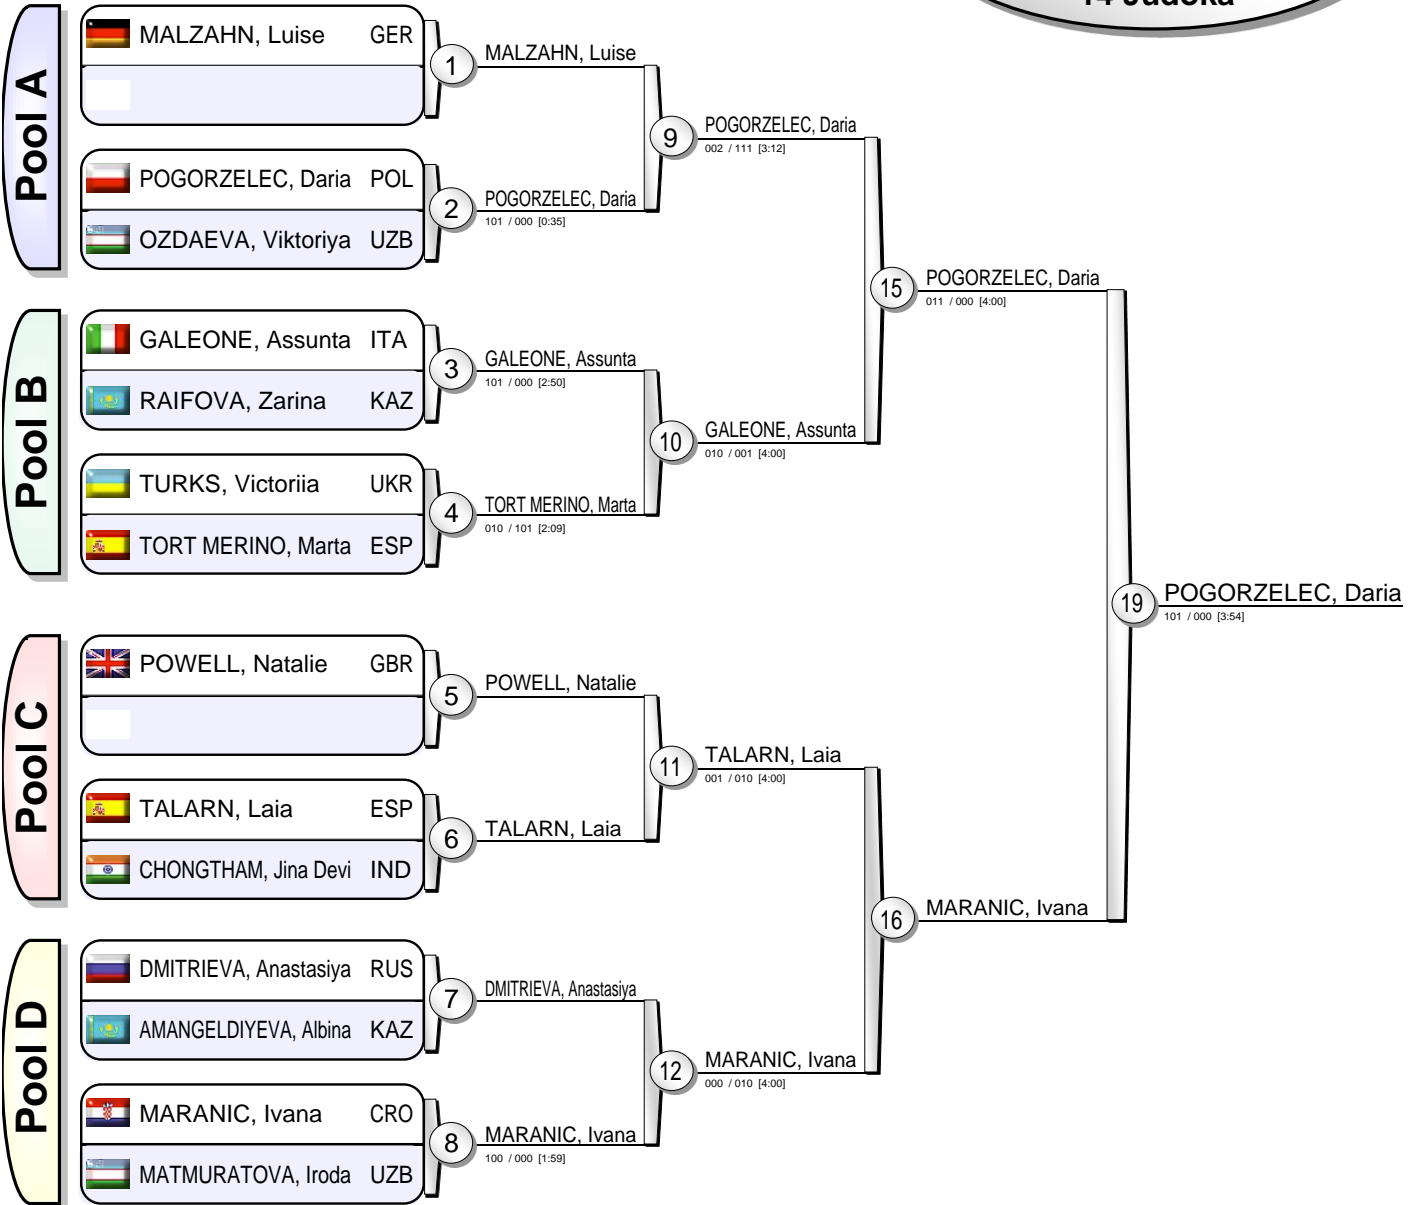 14 Judoka
Pool A
MALZAHN, Luise GER
1
MALZAHN, Luise
POGORZELEC, Daria POL
OZDAEVA, Viktoriya UZB
2
POGORZELEC, Daria
101 / 000 [0:35]
9
POGORZELEC, Daria
002 / 111 [3:12]
Pool B
GALEONE, Assunta ITA
RAIFOVA, Zarina KAZ
3
GALEONE, Assunta
101 / 000 [2:50]
TURKS, Victoriia UKR
TORT MERINO, Marta ESP
4
TORT MERINO, Marta
010 / 101 [2:09]
10
GALEONE, Assunta
010 / 001 [4:00]
15
POGORZELEC, Daria
011 / 000 [4:00]
Pool C
POWELL, Natalie GBR
5
POWELL, Natalie
TALARN, Laia ESP
CHONGTHAM, Jina Devi IND
6
TALARN, Laia
11
TALARN, Laia
001 / 010 [4:00]
Pool D
DMITRIEVA, Anastasiya RUS
AMANGELDIYEVA, Albina KAZ
7
DMITRIEVA, Anastasiya
MARANIC, Ivana CRO
MATMURATOVA, Iroda UZB
8
MARANIC, Ivana
100 / 000 [1:59]
12
MARANIC, Ivana
000 / 010 [4:00]
16
MARANIC, Ivana
19
POGORZELEC, Daria
101 / 000 [3:54]